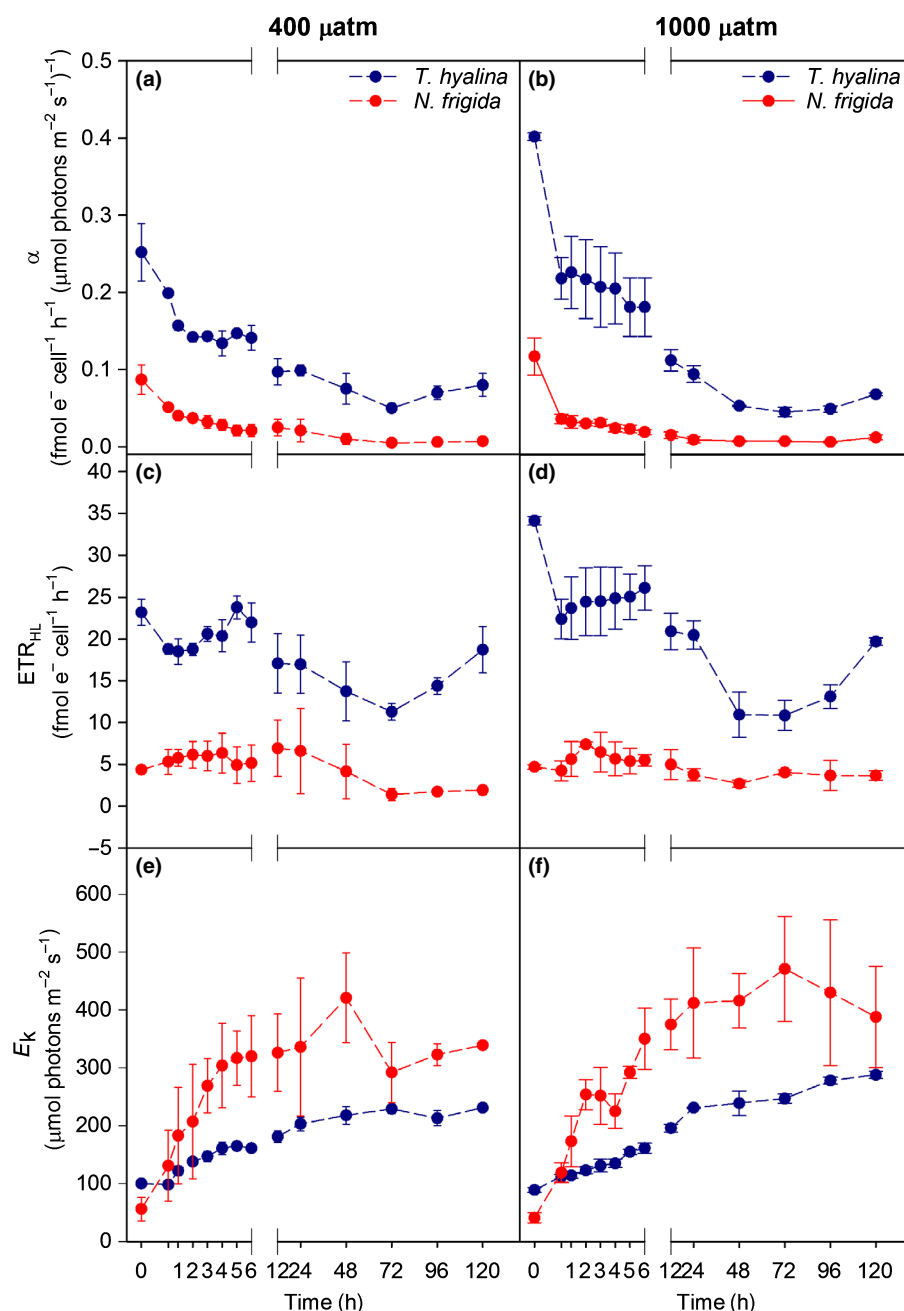 400 µatm 1000 µatm
(a) T. hyalina
N. frigida
(b) T. hyalina
N. frigida
α
(fmol e⁻ cell⁻¹ h⁻¹ (µmol photons m⁻² s⁻¹)⁻¹)
0.5
0.4
0.3
0.2
0.1
0.0
(c) (d)
ETR_HL
(fmol e⁻ cell⁻¹ h⁻¹)
40
35
30
25
20
15
10
5
0
−5
(e) (f)
E_k
(µmol photons m⁻² s⁻¹)
600
500
400
300
200
100
0
0 1 2 3 4 5 6 12 24 48 72 96 120
0 1 2 3 4 5 6 12 24 48 72 96 120
Time (h) Time (h)